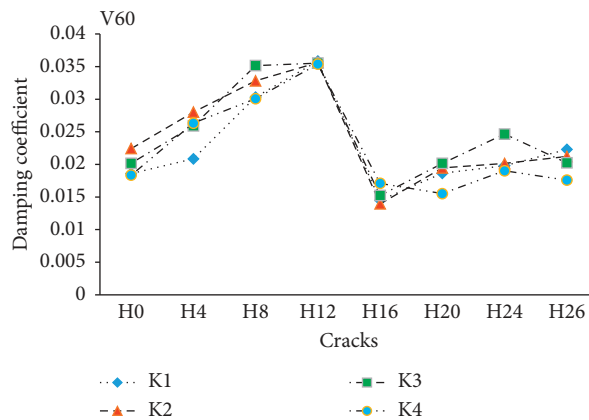 V60
0.04
0.035
0.03
0.025
0.02
0.015
0.01
0.005
0
Damping coefficient
H0 H4 H8 H12 H16 H20 H24 H26
Cracks
K1 K3
K2 K4